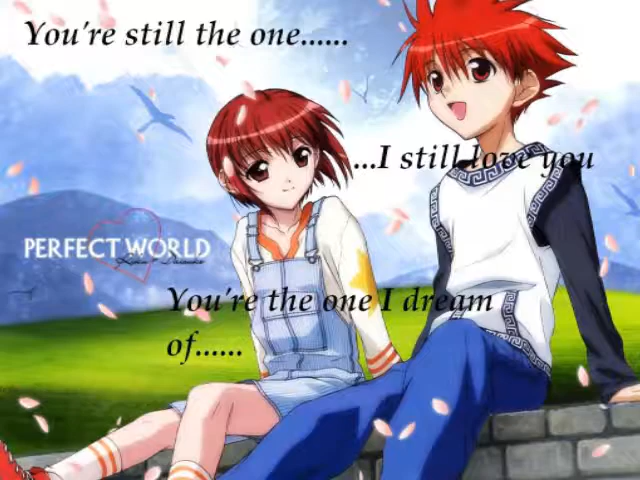 You're still the one......
...I still love you
PERFECT WORLD
You're the one I dream
of......